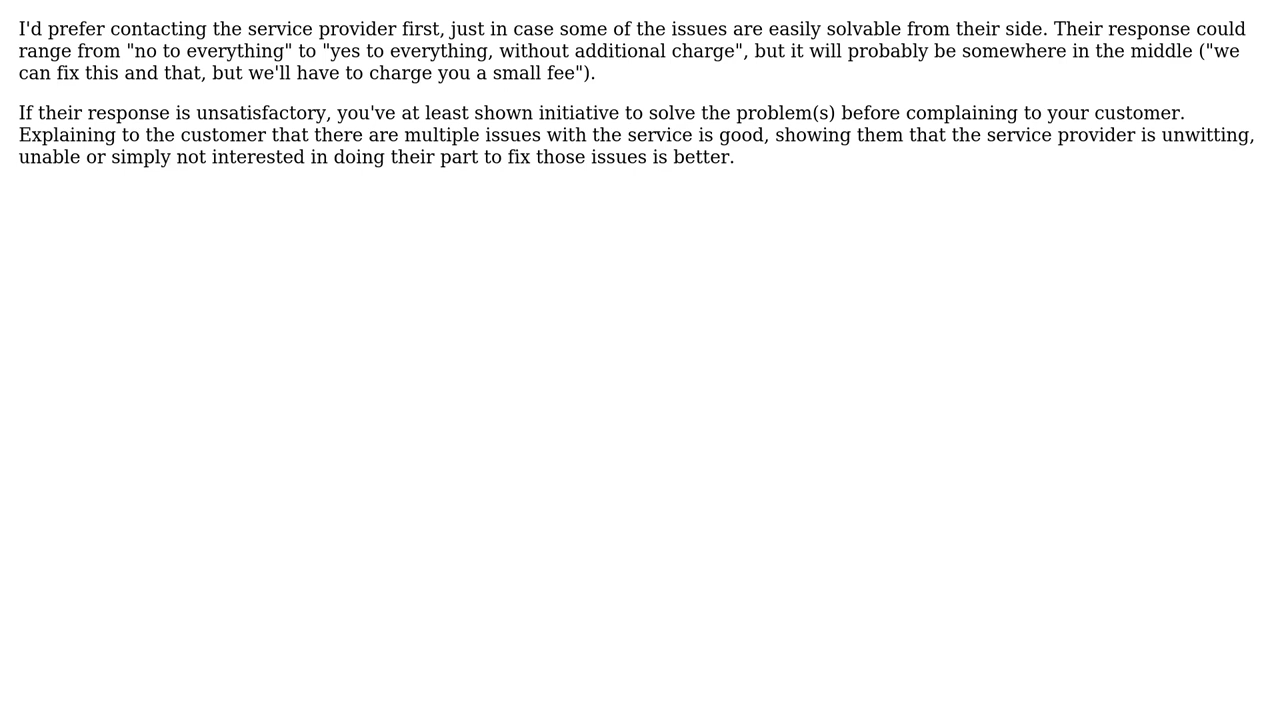 I'd prefer contacting the service provider first, just in case some of the issues are easily solvable from their side. Their response could
range from "no to everything" to "yes to everything, without additional charge", but it will probably be somewhere in the middle ("we
can fix this and that, but we'll have to charge you a small fee").
If their response is unsatisfactory, you've at least shown initiative to solve the problem(s) before complaining to your customer.
Explaining to the customer that there are multiple issues with the service is good, showing them that the service provider is unwitting,
unable or simply not interested in doing their part to fix those issues is better.